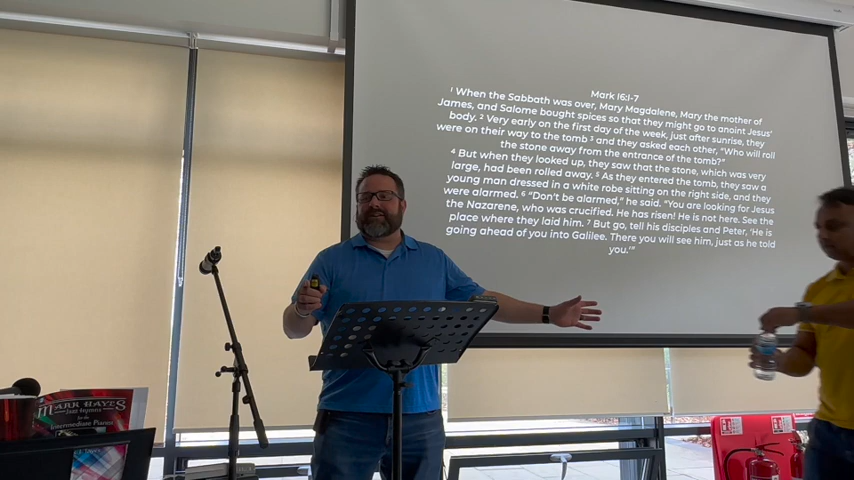 Mark 16:1-7
¹ When the Sabbath was over, Mary Magdalene, Mary the mother of
James, and Salome bought spices so that they might go to anoint Jesus’
body. ² Very early on the first day of the week, just after sunrise, they
were on their way to the tomb ³ and they asked each other, “Who will roll
the stone away from the entrance of the tomb?”
⁴ But when they looked up, they saw that the stone, which was very
large, had been rolled away. ⁵ As they entered the tomb, they saw a
young man dressed in a white robe sitting on the right side, and they
were alarmed. ⁶ “Don’t be alarmed,” he said. “You are looking for Jesus
the Nazarene, who was crucified. He has risen! He is not here. See the
place where they laid him. ⁷ But go, tell his disciples and Peter, ‘He is
going ahead of you into Galilee. There you will see him, just as he told
you.’”
MARK HAYES
Jazz Hymns
for the
Intermediate Pianist